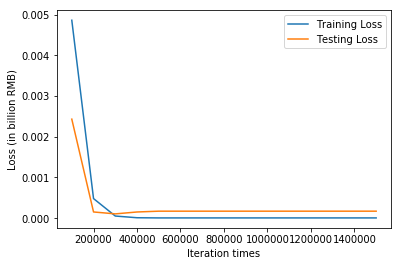 0.005
0.004
0.003
0.002
0.001
0.000
Loss (in billion RMB)
Training Loss
Testing Loss
200000 400000 600000 800000 1000000 1200000 1400000
Iteration times